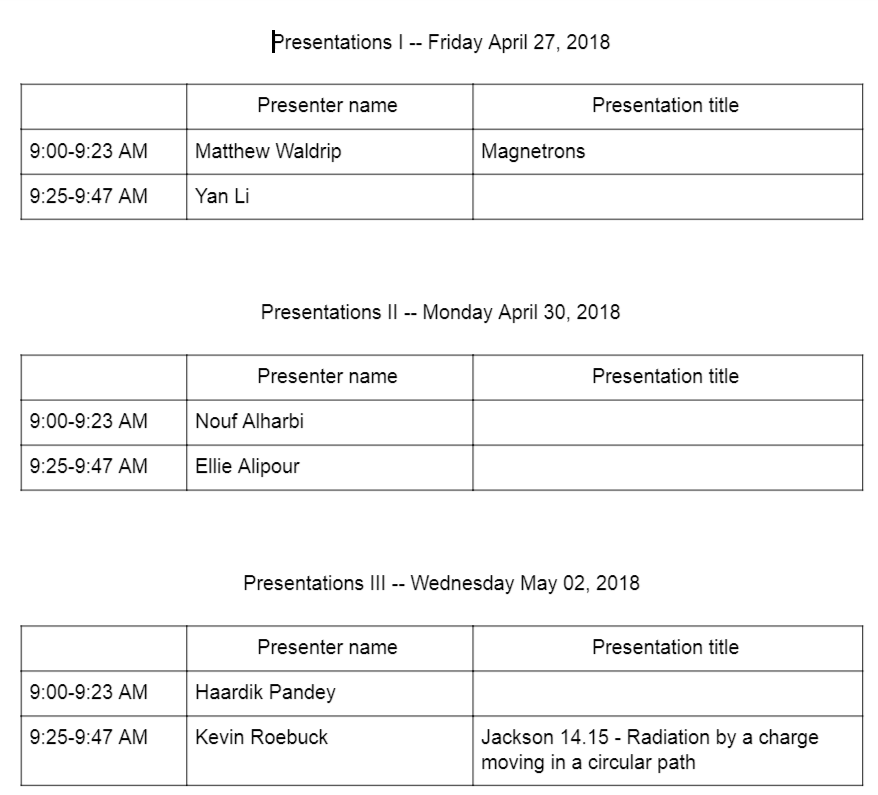 Presentations I -- Friday April 27, 2018
Presenter name Presentation title
9:00-9:23 AM Matthew Waldrip Magnetrons
9:25-9:47 AM Yan Li
Presentations II -- Monday April 30, 2018
Presenter name Presentation title
9:00-9:23 AM Nouf Alharbi
9:25-9:47 AM Ellie Alipour
Presentations III -- Wednesday May 02, 2018
Presenter name Presentation title
9:00-9:23 AM Haardik Pandey
9:25-9:47 AM Kevin Roebuck Jackson 14.15 - Radiation by a charge
moving in a circular path